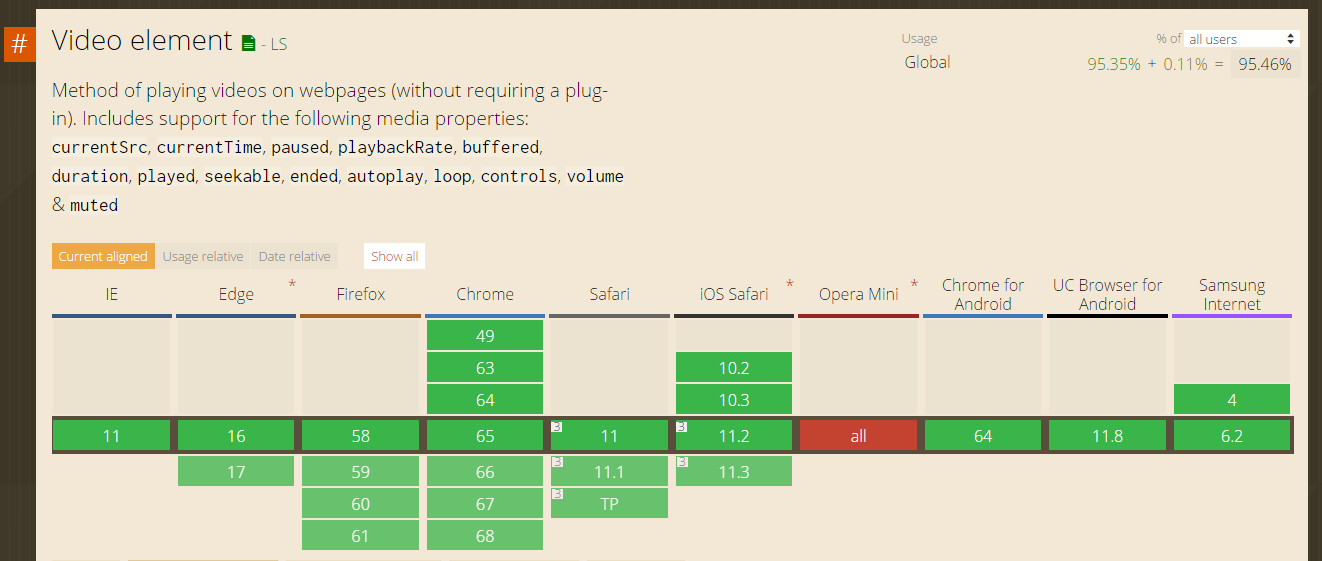 #
Video element - LS
Usage % of all users
Global 95.35% + 0.11% = 95.46%
Method of playing videos on webpages (without requiring a plug-
in). Includes support for the following media properties:
currentSrc, currentTime, paused, playbackRate, buffered,
duration, played, seekable, ended, autoplay, loop, controls, volume
& muted
Current aligned Usage relative Date relative Show all
IE Edge * Firefox Chrome Safari iOS Safari * Opera Mini * Chrome for Android UC Browser for Android Samsung Internet
49
63 10.2
64 10.3 4
11 16 58 65 3 11 3 11.2 all 64 11.8 6.2
17 59 66 3 11.1 3 11.3
60 67 3 TP
61 68